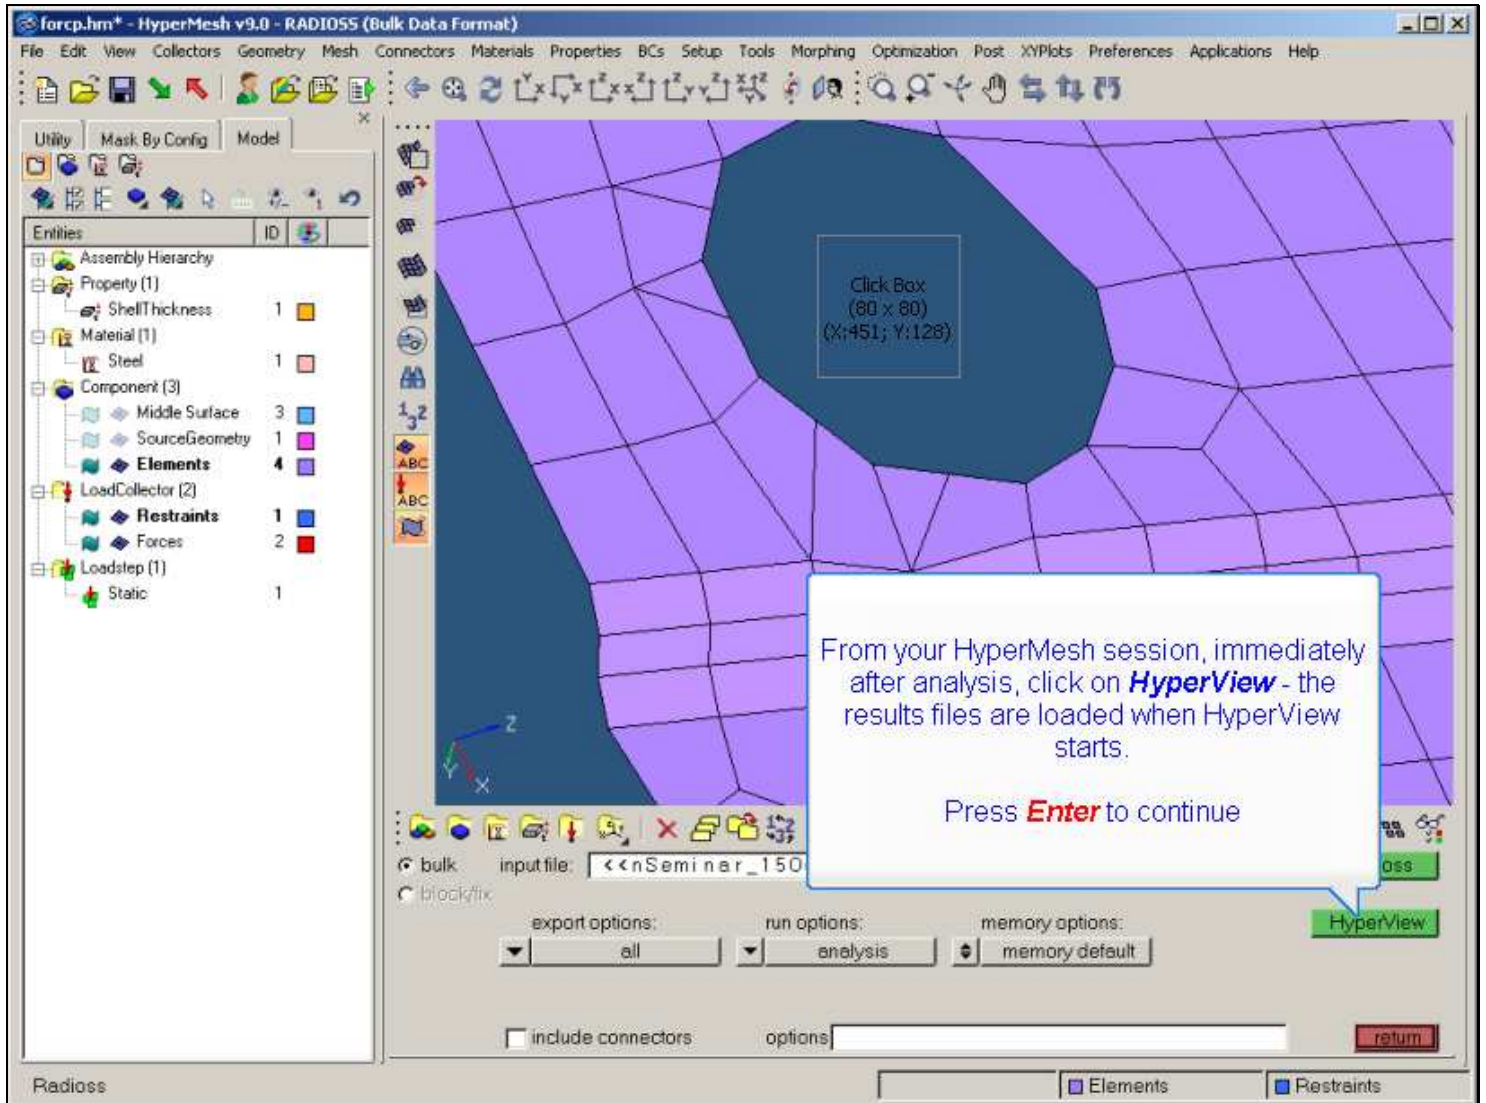 forcp.hm* - HyperMesh v9.0 - RADIOSS (Bulk Data Format)
File Edit View Collectors Geometry Mesh Connectors Materials Properties BCs Setup Tools Morphing Optimization Post XYPlots Preferences Applications Help
Utility Mask By Config Model
Entities ID
Assembly Hierarchy
Property (1)
ShellThickness 1
Material (1)
Steel 1
Component (3)
Middle Surface 3
SourceGeometry 1
Elements 4
LoadCollector (2)
Restraints 1
Forces 2
Loadstep (1)
Static 1
ABC
ABC
Click Box
(80 x 80)
(X:451; Y:128)
Z
Y
X
From your HyperMesh session, immediately
after analysis, click on HyperView - the
results files are loaded when HyperView
starts.
Press Enter to continue
bulk input file: <<nSeminar_150 oss
block/fix
HyperView
export options: run options: memory options:
all analysis memory default
include connectors options return
Radioss Elements Restraints